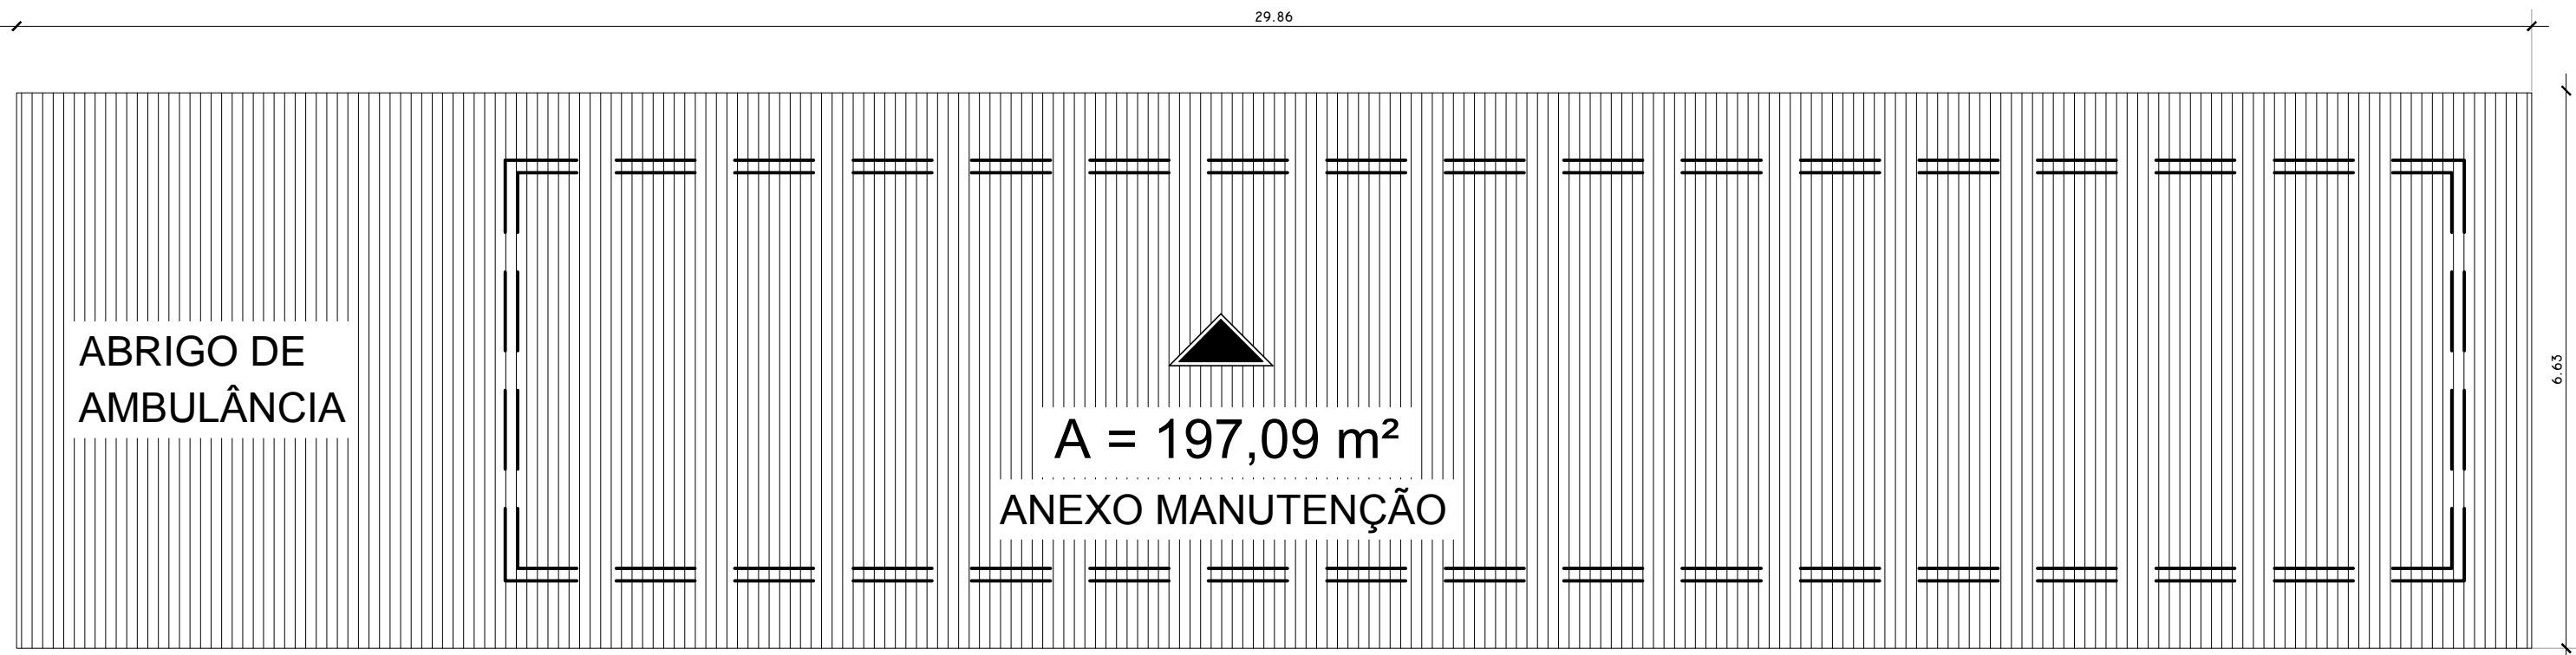 29.86
6.63
ABRIGO DE
AMBULÂNCIA
A = 197,09 m²
ANEXO MANUTENÇÃO